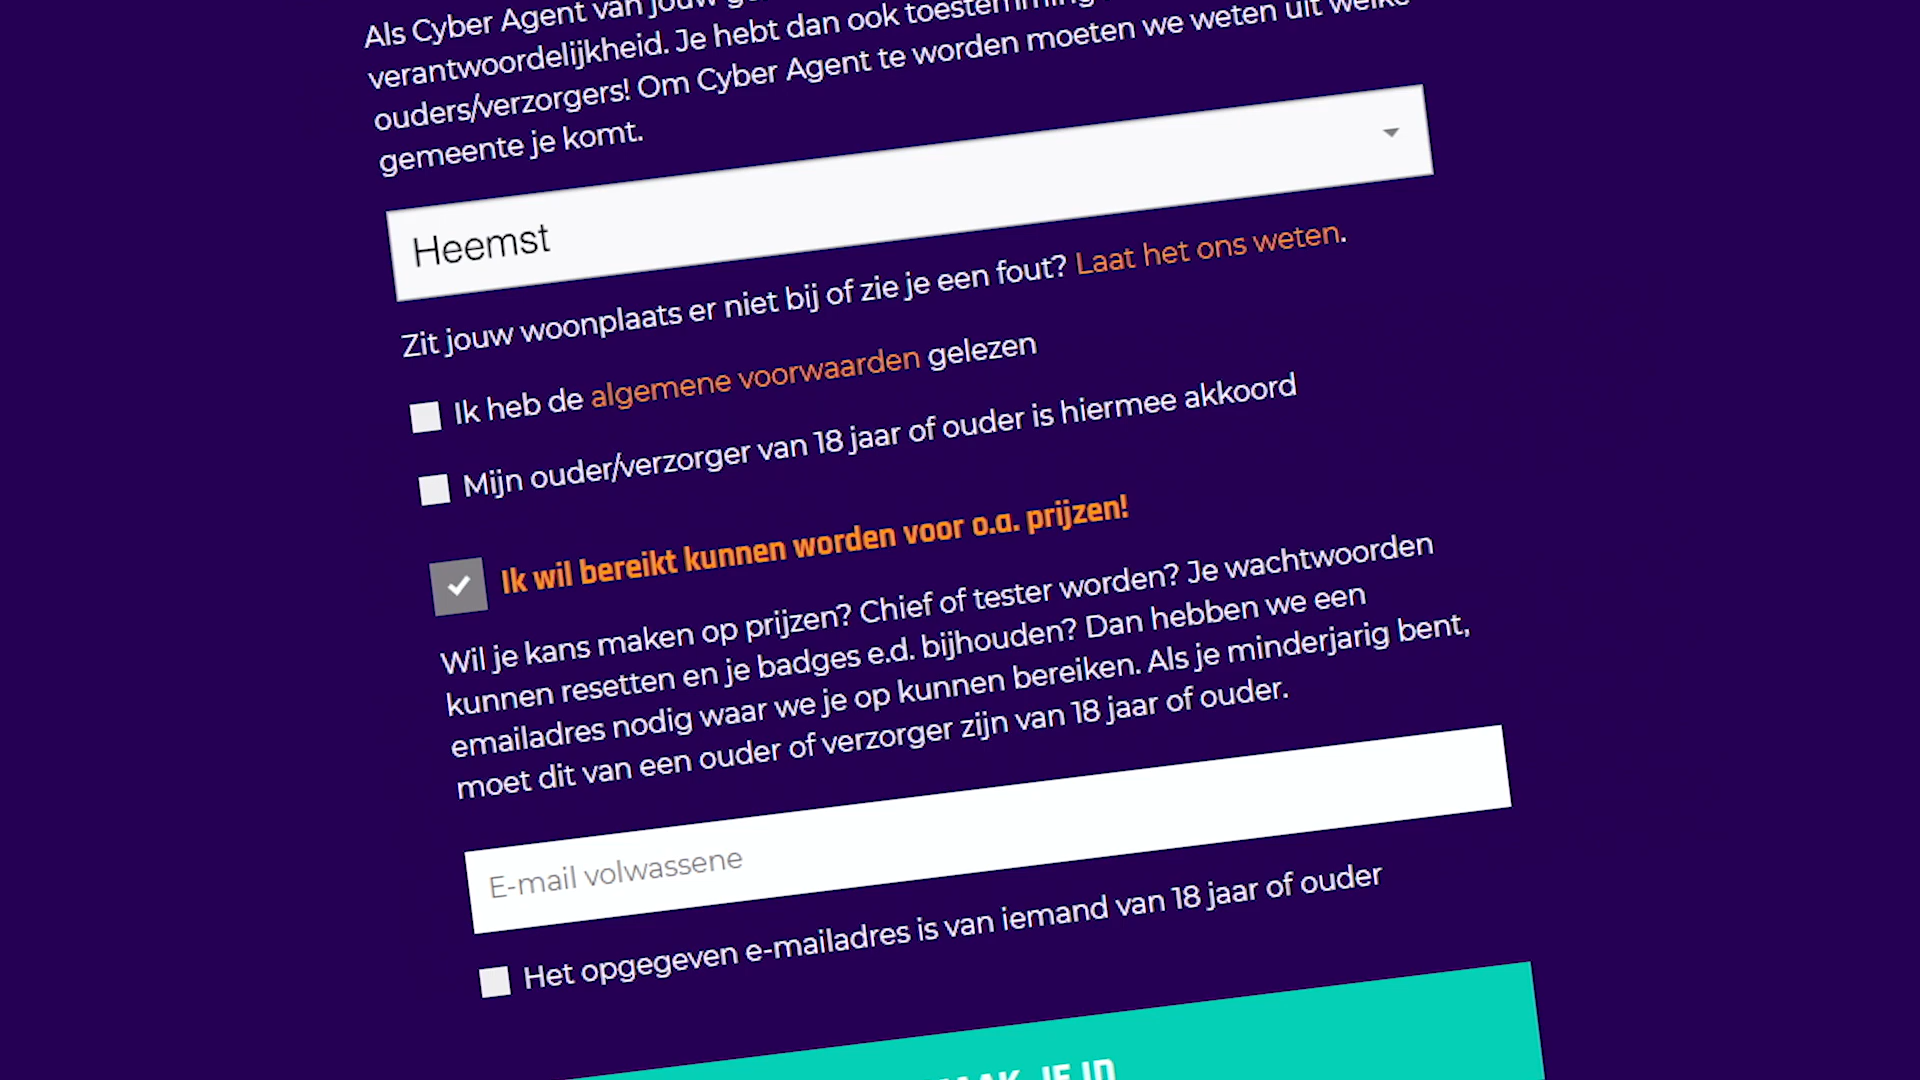 Als Cyber Agent van jouw
verantwoordelijkheid. Je hebt dan ook toestemming
ouders/verzorgers! Om Cyber Agent te worden moeten we weten uit welke
gemeente je komt.
Heemst
Zit jouw woonplaats er niet bij of zie je een fout? Laat het ons weten.
Ik heb de algemene voorwaarden gelezen
Mijn ouder/verzorger van 18 jaar of ouder is hiermee akkoord
Ik wil bereikt kunnen worden voor o.a. prijzen!
Wil je kans maken op prijzen? Chief of tester worden? Je wachtwoorden
kunnen resetten en je badges e.d. bijhouden? Dan hebben we een
emailadres nodig waar we je op kunnen bereiken. Als je minderjarig bent,
moet dit van een ouder of verzorger zijn van 18 jaar of ouder.
E-mail volwassene
Het opgegeven e-mailadres is van iemand van 18 jaar of ouder
JE IN